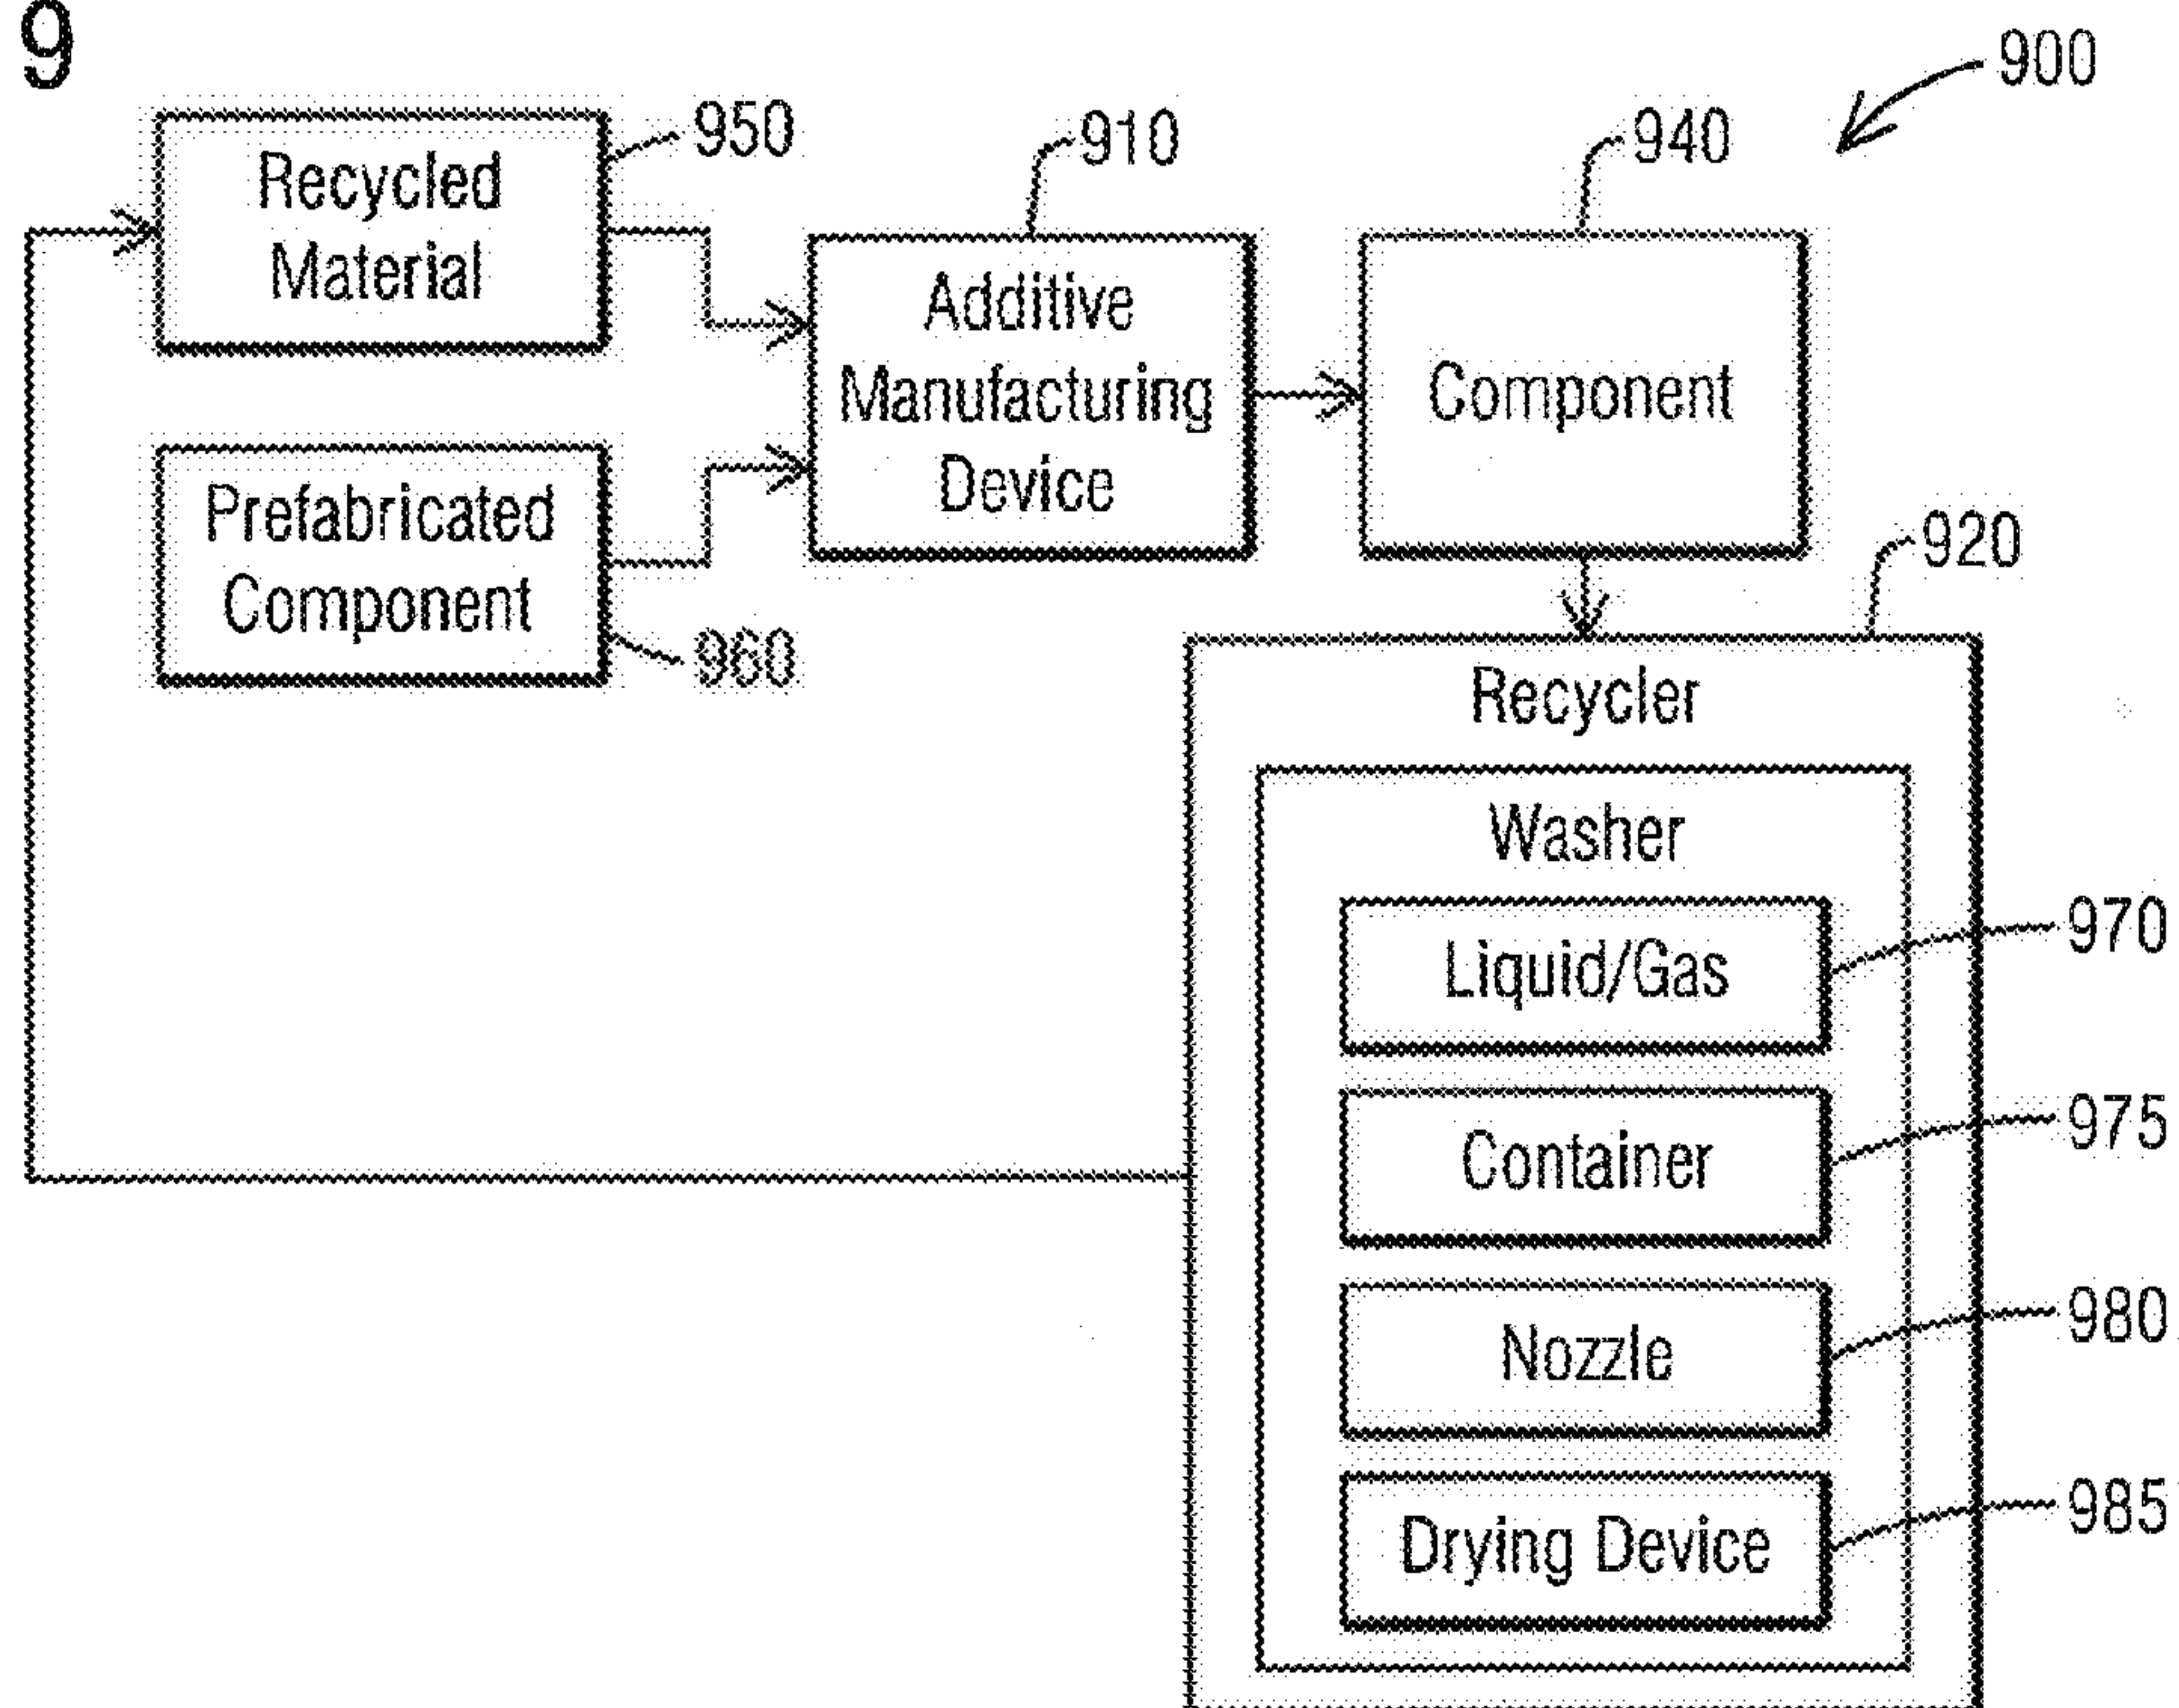 9
900
950
910
940
Recycled
Material
Additive
Manufacturing
Device
Component
Prefabricated
Component
960
920
Recycler
Washer
Liquid/Gas
970
Container
975
Nozzle
980
Drying Device
985